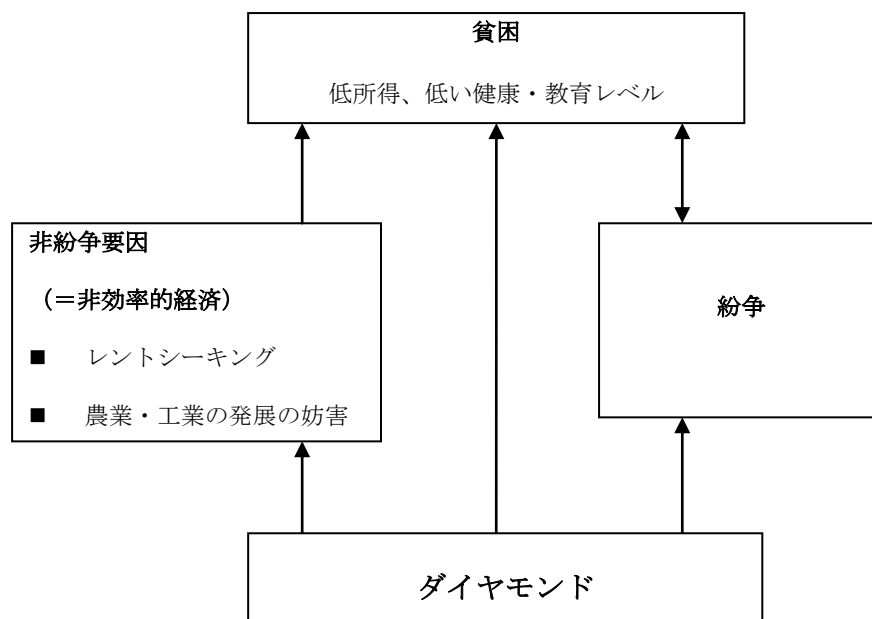 貧困
低所得、低い健康・教育レベル
非紛争要因
（＝非効率的経済）
■ レントシーキング
■ 農業・工業の発展の妨害
紛争
ダイヤモンド